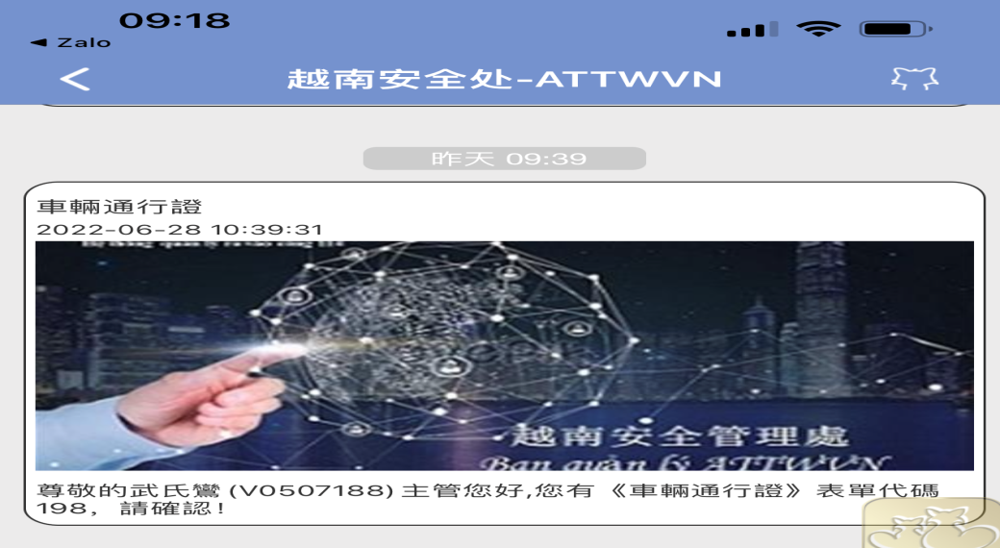 09:18
◄ Zalo
越南安全处-ATTWVN
昨天 09:39
車輛通行證
2022-06-28 10:39:31
越南安全管理處
Ban quản lý ATTWVN
尊敬的武氏鸞 (V0507188) 主管您好,您有《車輛通行證》表單代碼
198，請確認!